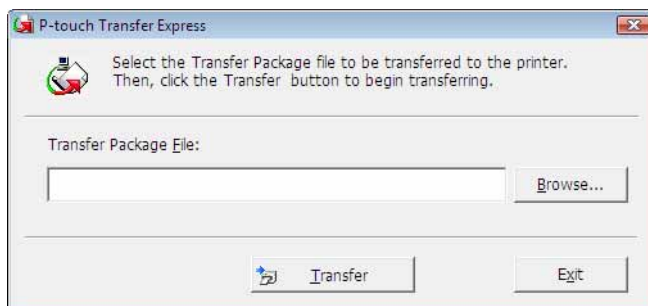 P-touch Transfer Express
Select the Transfer Package file to be transferred to the printer.
Then, click the Transfer button to begin transferring.
Transfer Package File:
Browse...
Transfer
Exit